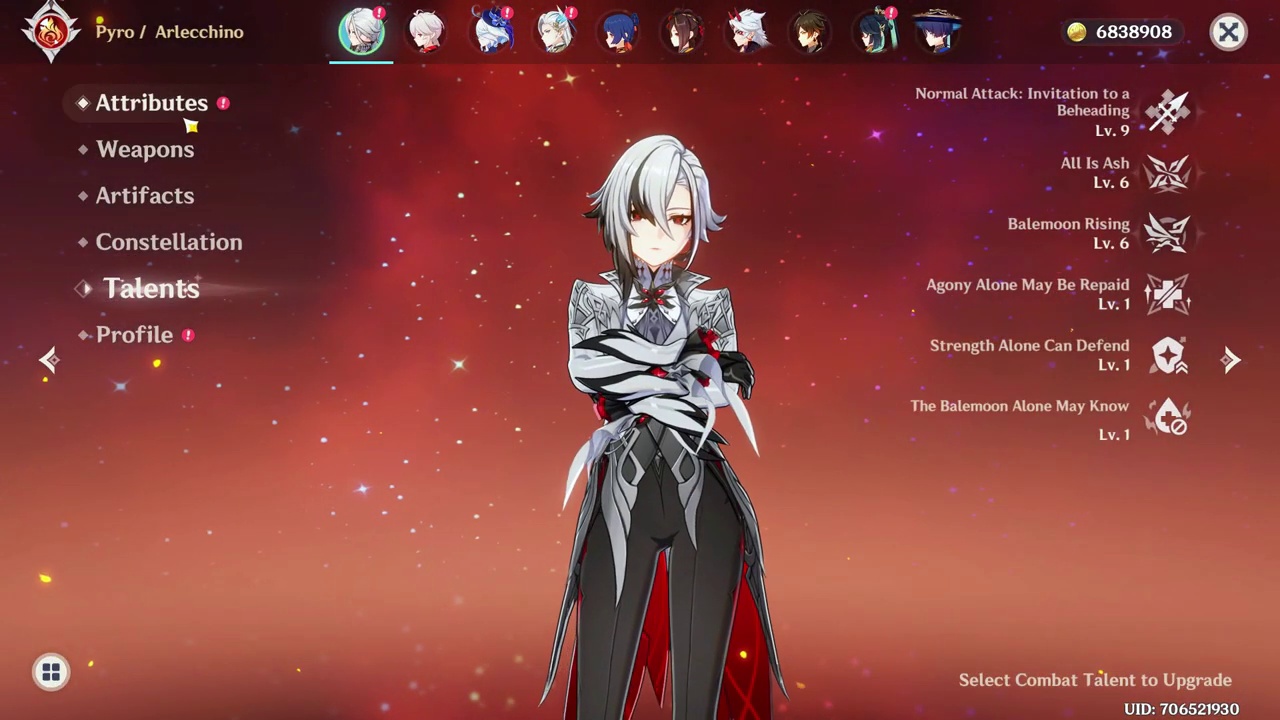 Pyro / Arlecchino
6838908
Attributes
Weapons
Artifacts
Constellation
Talents
Profile
Normal Attack: Invitation to a
Beheading
Lv. 9
All Is Ash
Lv. 6
Balemoon Rising
Lv. 6
Agony Alone May Be Repaid
Lv. 1
Strength Alone Can Defend
Lv. 1
The Balemoon Alone May Know
Lv. 1
Select Combat Talent to Upgrade
UID: 706521930